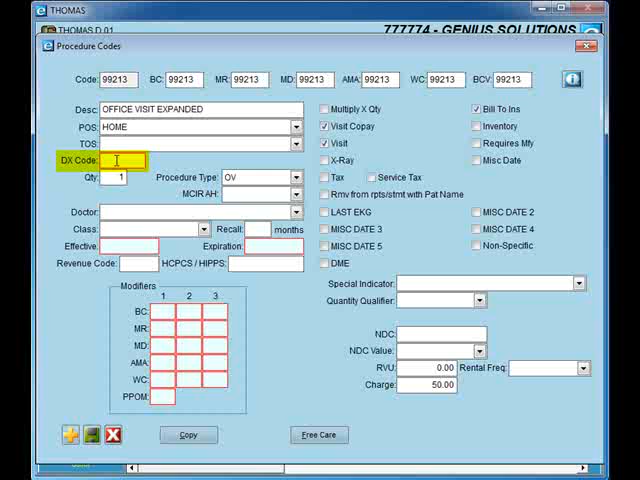 THOMAS
THOMAS D 01
777774 - GENIUS SOLUTIONS
Procedure Codes
Code: 99213 BC: 99213 MR: 99213 MD: 99213 AMA: 99213 WC: 99213 BCV: 99213
Desc: OFFICE VISIT EXPANDED Multiply X Qty Bill To Ins
POS: HOME Visit Copay Inventory
TOS: Visit Requires Mfy
DX Code: X-Ray Misc Date
Qty: 1 Procedure Type: OV Tax Service Tax
MCIR AH: Rmv from rpts/stmt with Pat Name
Doctor: LAST EKG MISC DATE 2
Class: Recall: months MISC DATE 3 MISC DATE 4
Effective: Expiration: MISC DATE 5 Non-Specific
Revenue Code: HCPCS / HIPPS: DME
Special Indicator:
Quantity Qualifier:
Modifiers
1 2 3
BC:
MR:
MD:
AMA:
WC:
PPOM:
NDC:
NDC Value:
RVU: 0.00 Rental Freq:
Charge: 50.00
Copy Free Care